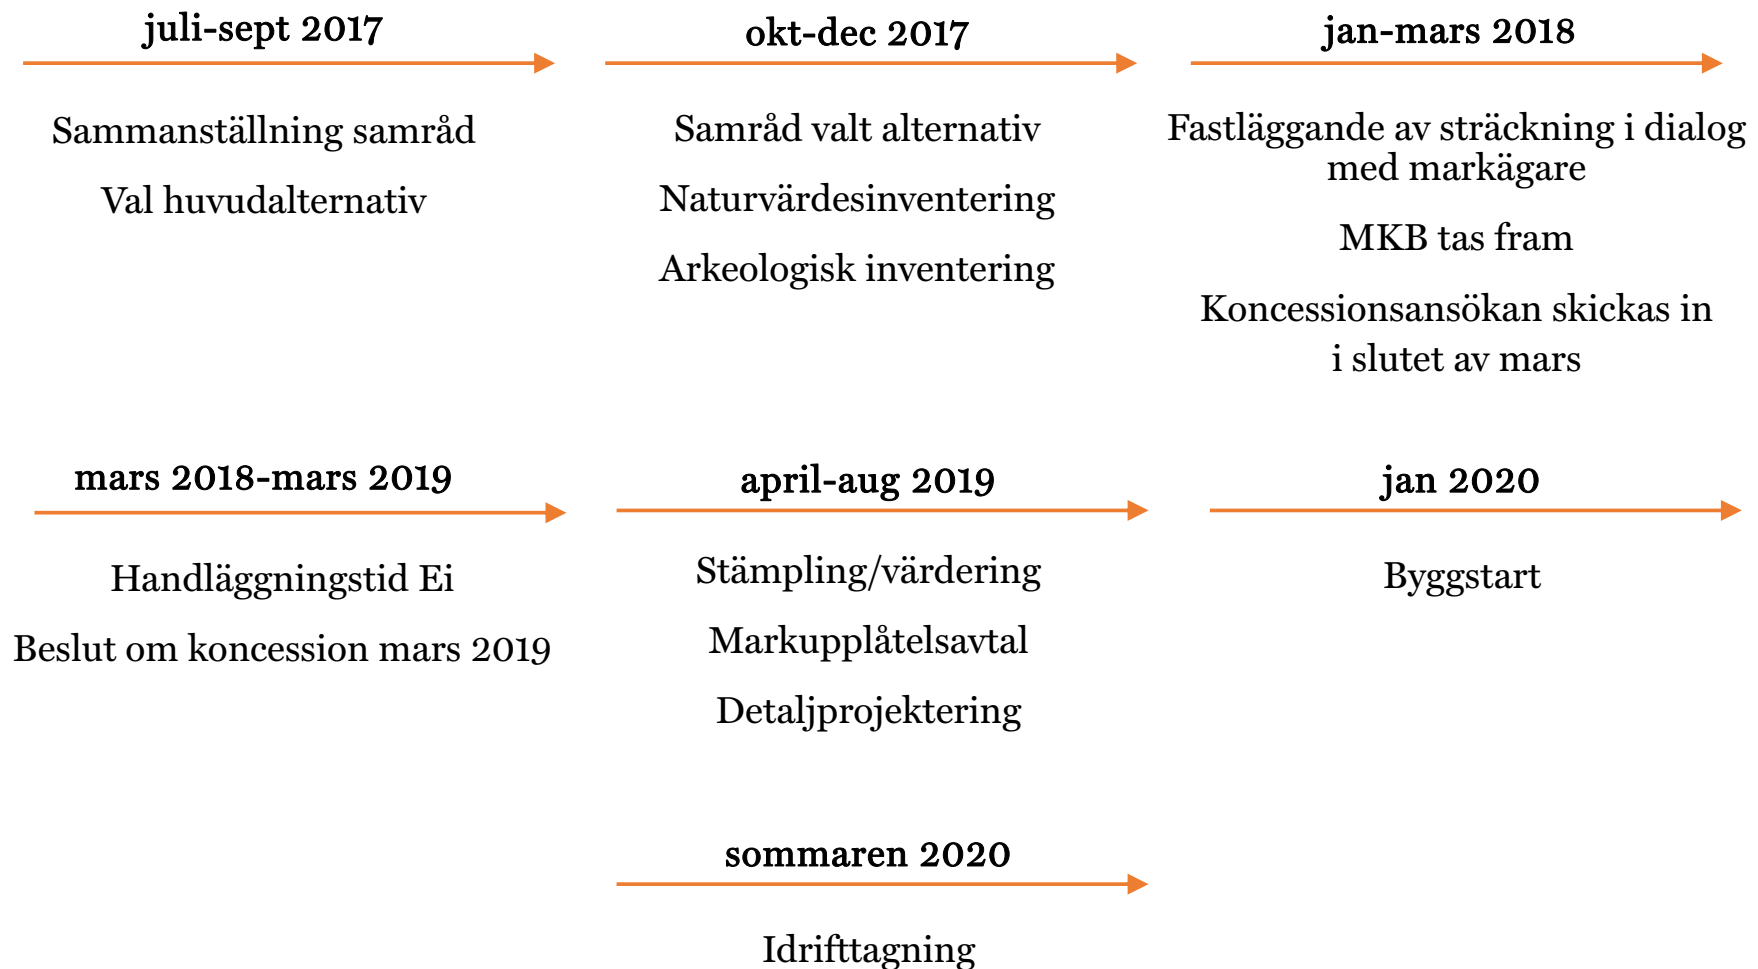 juli-sept 2017
Sammanställning samråd
Val huvudalternativ
okt-dec 2017
Samråd valt alternativ
Naturvärdesinventering
Arkeologisk inventering
jan-mars 2018
Fastläggande av sträckning i dialog
med markägare
MKB tas fram
Koncessionsansökan skickas in
i slutet av mars
mars 2018-mars 2019
Handläggningstid Ei
Beslut om koncession mars 2019
april-aug 2019
Stämpling/värdering
Markupplåtelsavtal
Detaljprojektering
jan 2020
Byggstart
sommaren 2020
Idrifttagning